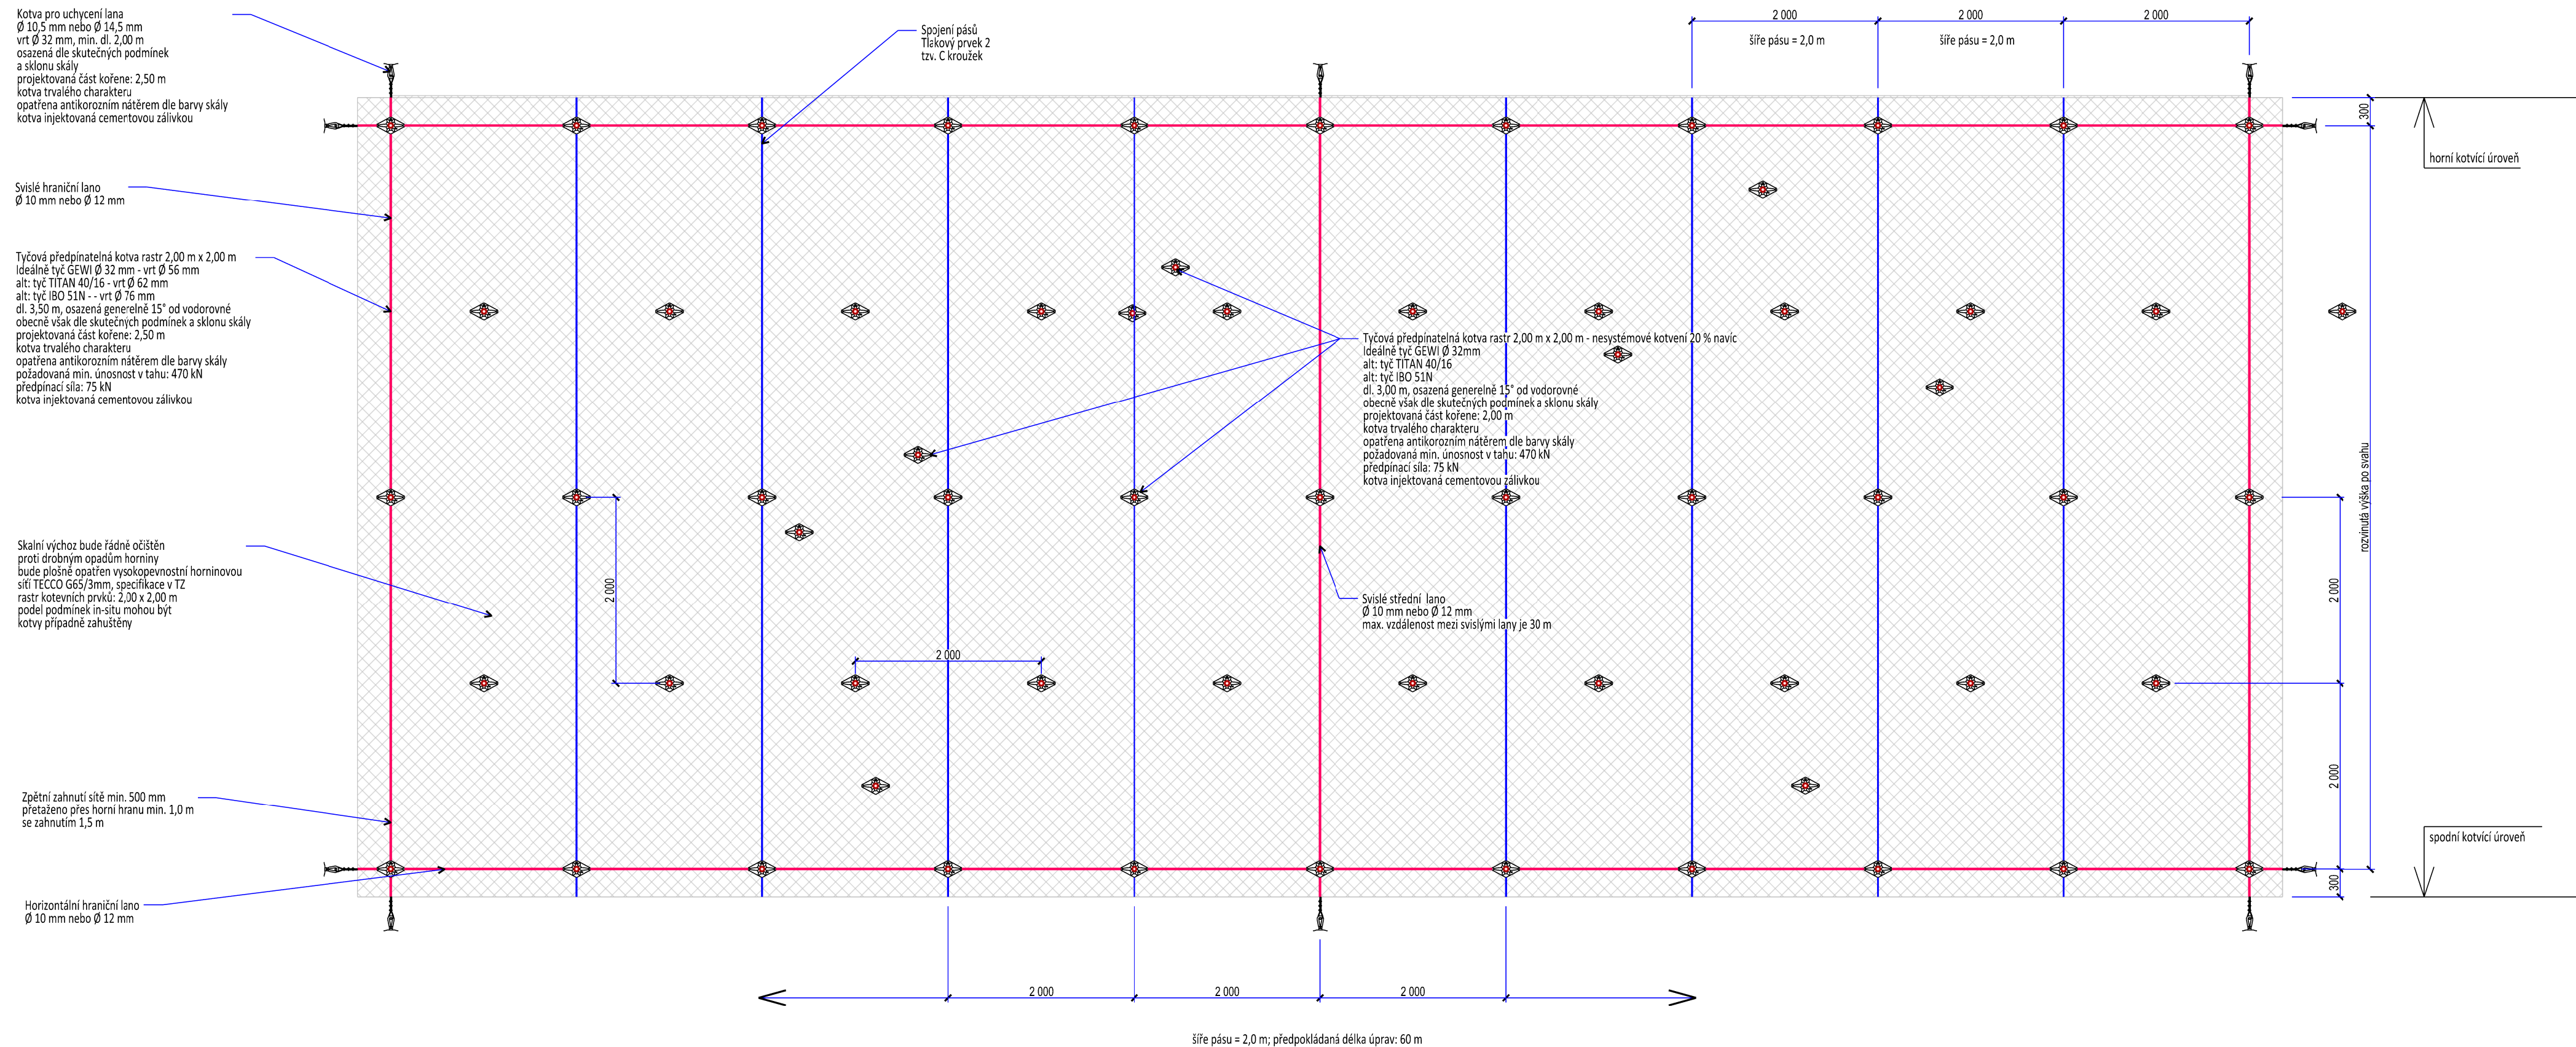 Kotva pro uchycení lana
Ø 10,5 mm nebo Ø 14,5 mm
vrt Ø 32 mm, min. dl. 2,00 m
osazená dle skutečných podmínek
a sklonu skály
projektovaná část kořene: 2,50 m
kotva trvalého charakteru
opatřena antikorozním nátěrem dle barvy skály
kotva injektovaná cementovou zálivkou
Spojení pásů
Tlakový prvek 2
tzv. C kroužek
2 000
2 000
2 000
šíře pásu = 2,0 m
šíře pásu = 2,0 m
300
horní kotvící úroveň
Svislé hraniční lano
Ø 10 mm nebo Ø 12 mm
Tyčová předpínatelná kotva rastr 2,00 m x 2,00 m
Ideálně tyč GEWI Ø 32 mm - vrt Ø 56 mm
alt: tyč TITAN 40/16 - vrt Ø 62 mm
alt: tyč IBO 51N - - vrt Ø 76 mm
dl. 3,50 m, osazená generelně 15° od vodorovné
obecně však dle skutečných podmínek a sklonu skály
projektovaná část kořene: 2,50 m
kotva trvalého charakteru
opatřena antikorozním nátěrem dle barvy skály
požadovaná min. únosnost v tahu: 470 kN
předpínací síla: 75 kN
kotva injektovaná cementovou zálivkou
Tyčová předpínatelná kotva rastr 2,00 m x 2,00 m - nesystémové kotvení 20 % navíc
Ideálně tyč GEWI Ø 32mm
alt: tyč TITAN 40/16
alt: tyč IBO 51N
dl. 3,00 m, osazená generelně 15° od vodorovné
obecně však dle skutečných podmínek a sklonu skály
projektovaná část kořene: 2,00 m
kotva trvalého charakteru
opatřena antikorozním nátěrem dle barvy skály
požadovaná min. únosnost v tahu: 470 kN
předpínací síla: 75 kN
kotva injektovaná cementovou zálivkou
rozvinutá výška po svahu
Skalní výchoz bude řádně očištěn
proti drobným opadům horniny
bude plošně opatřen vysokopevnostní horninovou
síťí TECCO G65/3mm, specifikace v TZ
rastr kotevních prvků: 2,00 x 2,00 m
podel podmínek in-situ mohou být
kotvy případně zahuštěny
2 000
2 000
2 000
Svislé střední lano
Ø 10 mm nebo Ø 12 mm
max. vzdálenost mezi svislými lany je 30 m
2 000
Zpětní zahnutí sítě min. 500 mm
přetaženo přes horní hranu min. 1,0 m
se zahnutím 1,5 m
spodní kotvící úroveň
300
Horizontální hraniční lano
Ø 10 mm nebo Ø 12 mm
2 000
2 000
2 000
šíře pásu = 2,0 m; předpokládaná délka úprav: 60 m